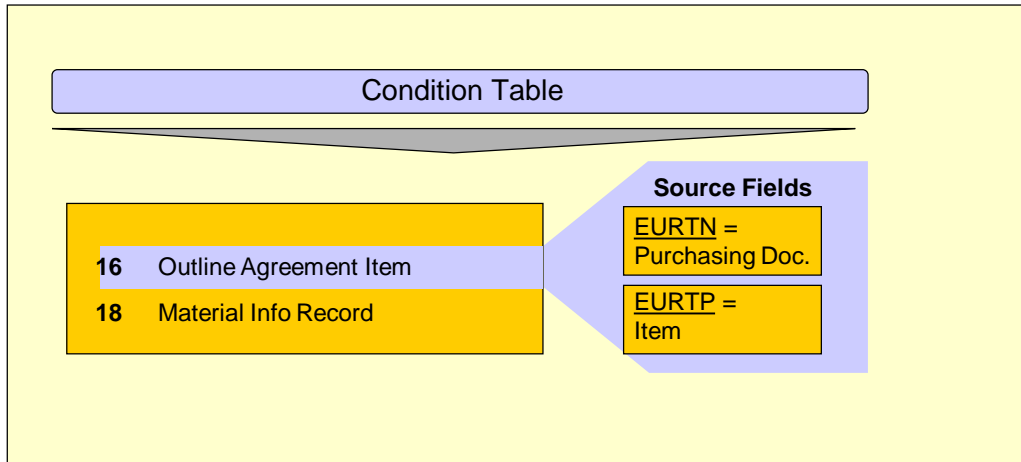 Condition Table
Source Fields
EURTN =
Purchasing Doc.
16 Outline Agreement Item
EURTP =
Item
18 Material Info Record